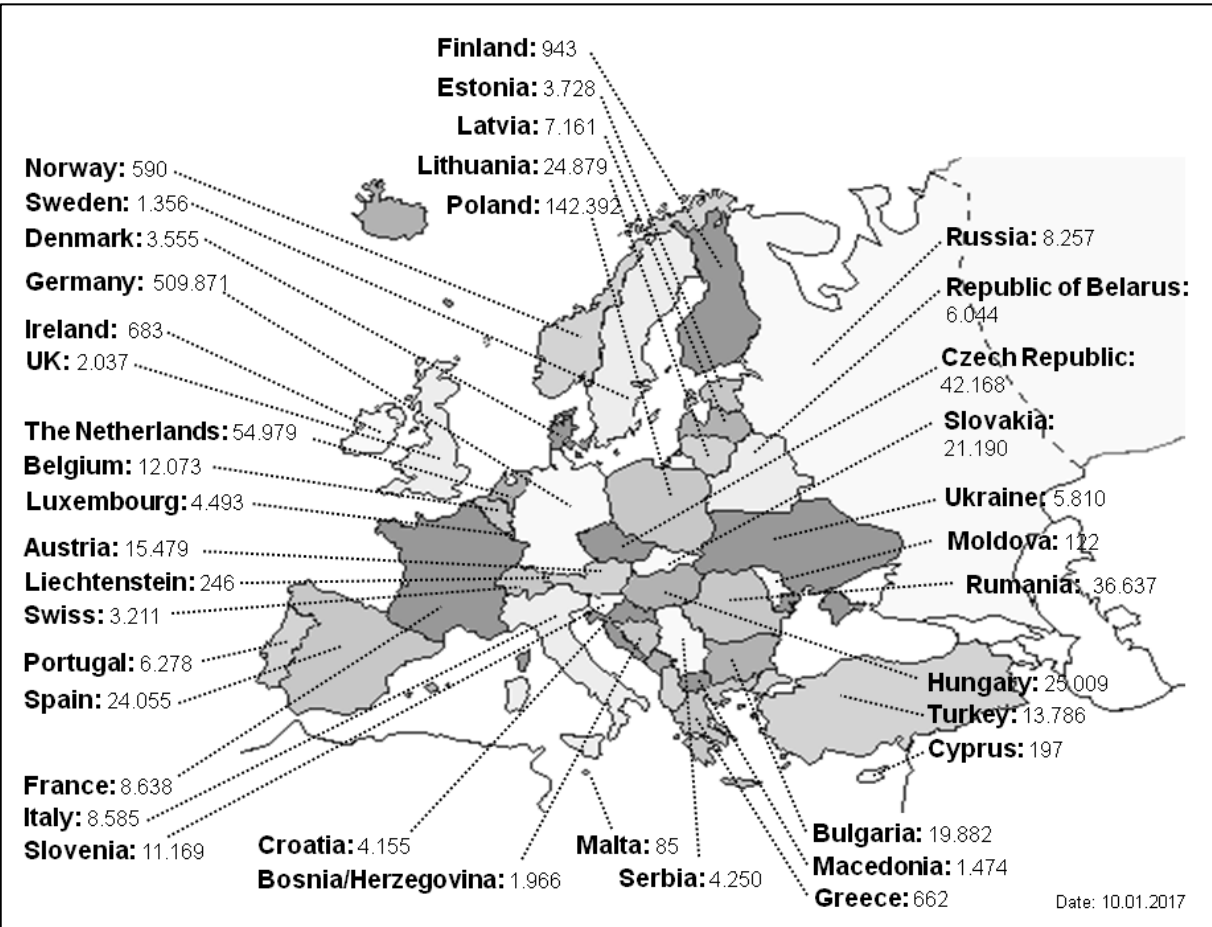 Finland: 943
Estonia: 3.728
Latvia: 7.161
Lithuania: 24.879
Poland: 142.392
Norway: 590
Sweden: 1.356
Denmark: 3.555
Germany: 509.871
Ireland: 683
UK: 2.037
The Netherlands: 54.979
Belgium: 12.073
Luxembourg: 4.493
Austria: 15.479
Liechtenstein: 246
Swiss: 3.211
Portugal: 6.278
Spain: 24.055
France: 8.638
Italy: 8.585
Slovenia: 11.169
Croatia: 4.155
Bosnia/Herzegovina: 1.966
Malta: 85
Serbia: 4.250
Russia: 8.257
Republic of Belarus:
6.044
Czech Republic:
42.168
Slovakia:
21.190
Ukraine: 5.810
Moldova: 122
Rumania: 36.637
Hungary: 25.009
Turkey: 13.786
Cyprus: 197
Bulgaria: 19.882
Macedonia: 1.474
Greece: 662
Date: 10.01.2017